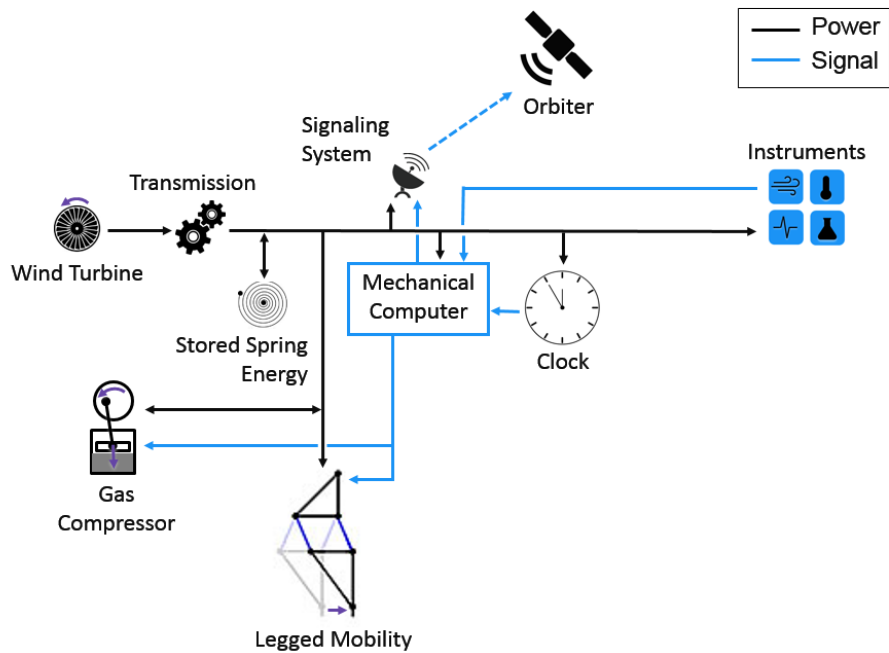 Power
Signal
Orbiter
Signaling
System
Instruments
Transmission
Wind Turbine
Mechanical
Computer
Stored Spring
Energy
Clock
Gas
Compressor
Legged Mobility